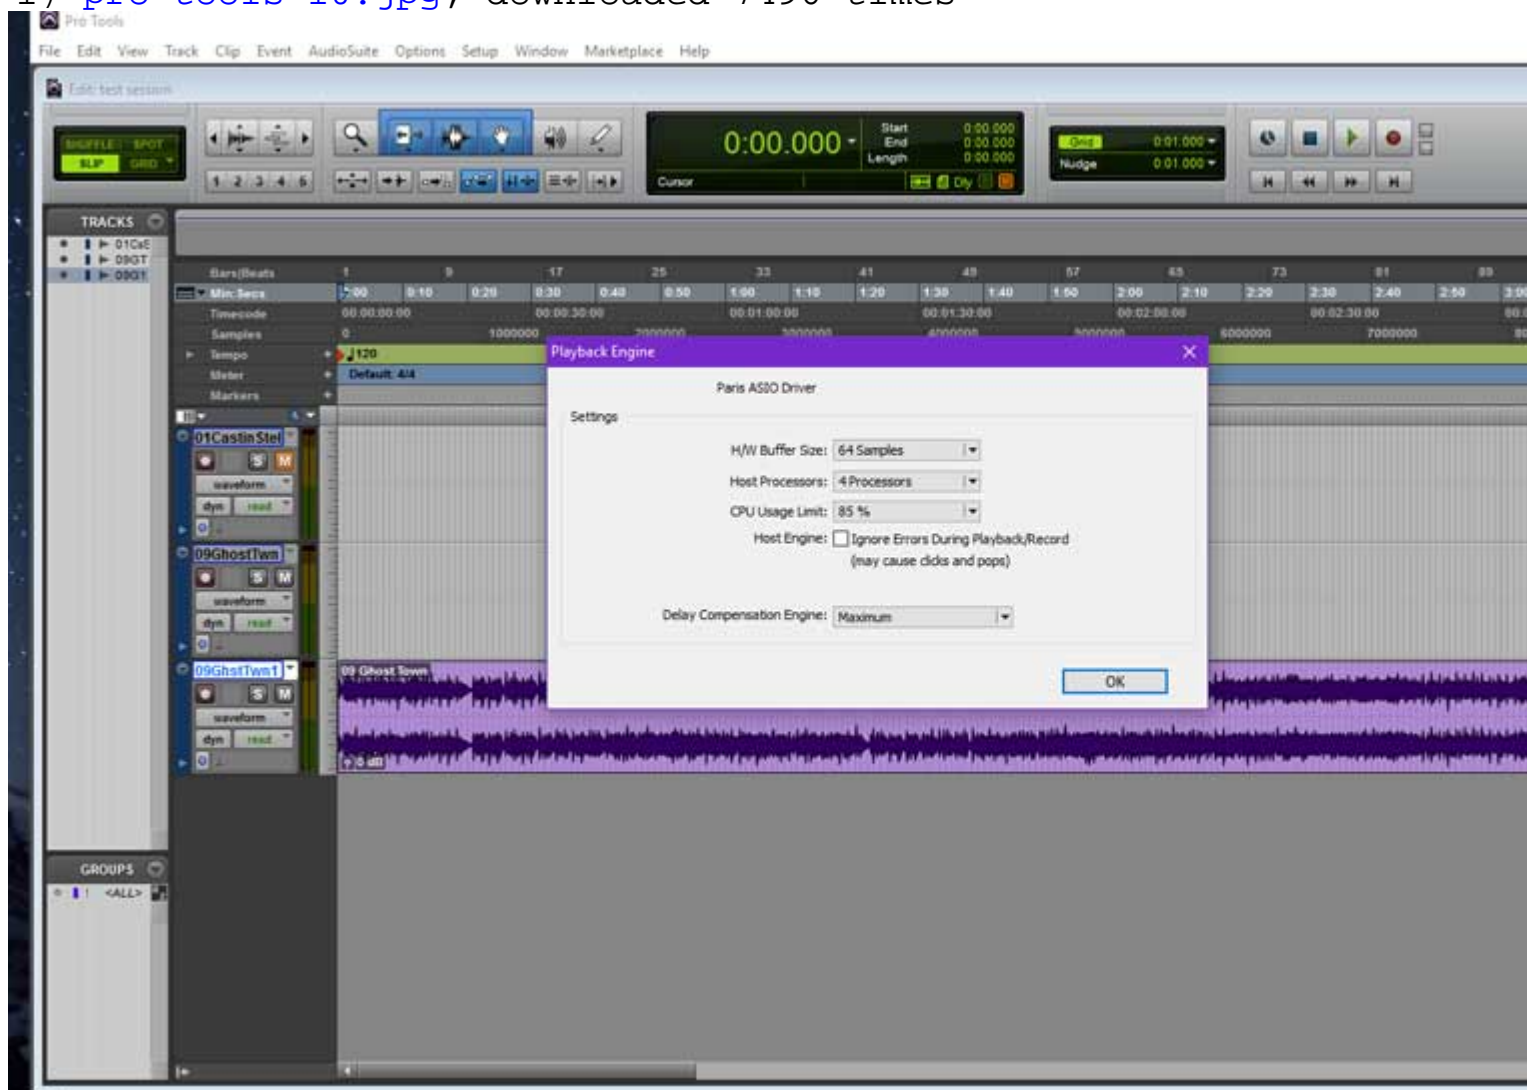 1) pro tools 10.jpg, downloaded 7490 times
Pro Tools
File Edit View Track Clip Event AudioSuite Options Setup Window Marketplace Help
Edit: test session
SHUFFLE SPOT
SLIP GRID
1 2 3 4 5
0:00.000
Start 0:00.000
End 0:00.000
Length 0:00.000
Cursor
Dly
Grid 0:01.000
Nudge 0:01.000
TRACKS
01CsS
09GT
09G1
Bars|Beats 1 9 17 25 33 41 49 57 65 73 81 89
Min:Secs 0:00 0:10 0:20 0:30 0:40 0:50 1:00 1:10 1:20 1:30 1:40 1:50 2:00 2:10 2:20 2:30 2:40 2:50 3:00
Timecode 00:00:00:00 00:00:30:00 00:01:00:00 00:01:30:00 00:02:00:00 00:02:30:00
Samples 0 1000000 2000000 3000000 4000000 5000000 6000000 7000000
Tempo 120
Meter Default: 4/4
Markers
Playback Engine
Paris ASIO Driver
Settings
H/W Buffer Size: 64 Samples
Host Processors: 4 Processors
CPU Usage Limit: 85 %
Host Engine: Ignore Errors During Playback/Record
(may cause clicks and pops)
Delay Compensation Engine: Maximum
OK
01CastinStel
S M
waveform
dyn read
09GhostTwn
S M
waveform
dyn read
09GhstTwn1
S M
waveform
dyn read
09 Ghost Town
0 dB
GROUPS
! <ALL>